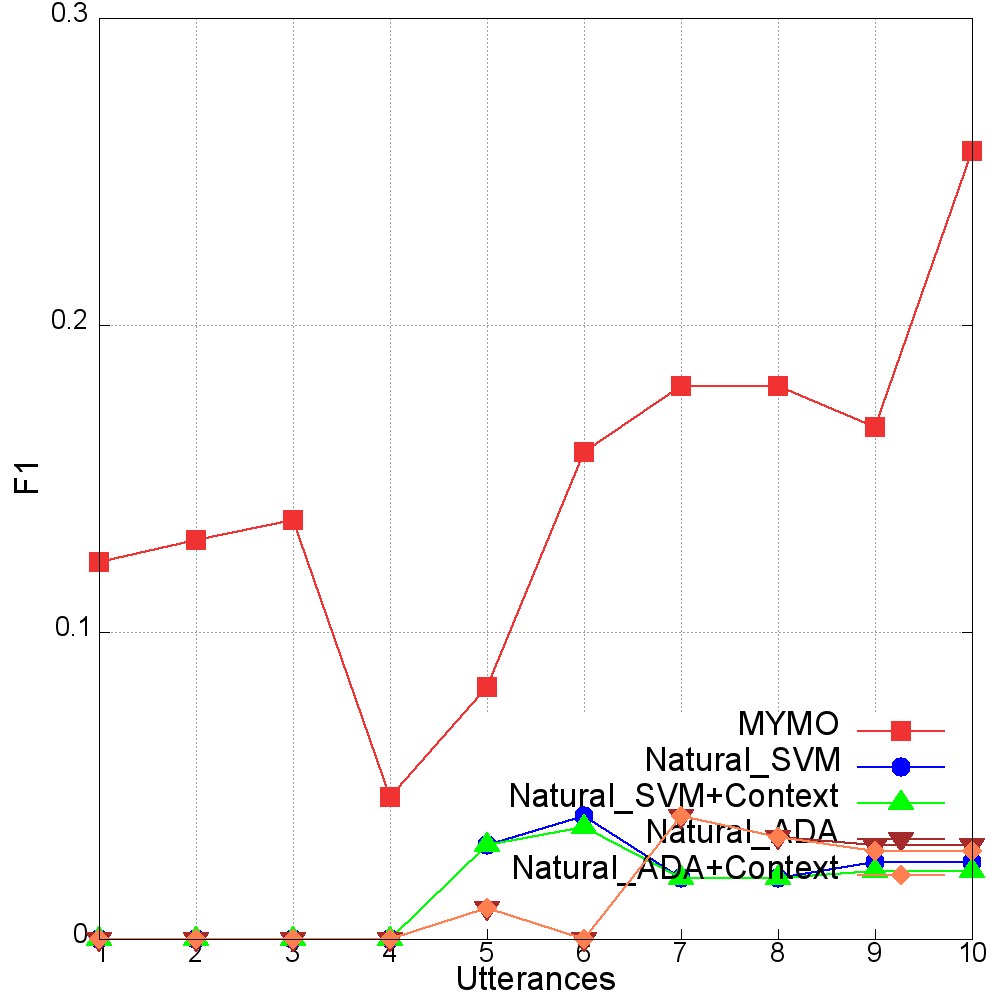 0.3
0.2
0.1
0
F1
MYMO
Natural_SVM
Natural_SVM+Context
Natural_ADA
Natural_ADA+Context
1 2 3 4 5 6 7 8 9 10
Utterances